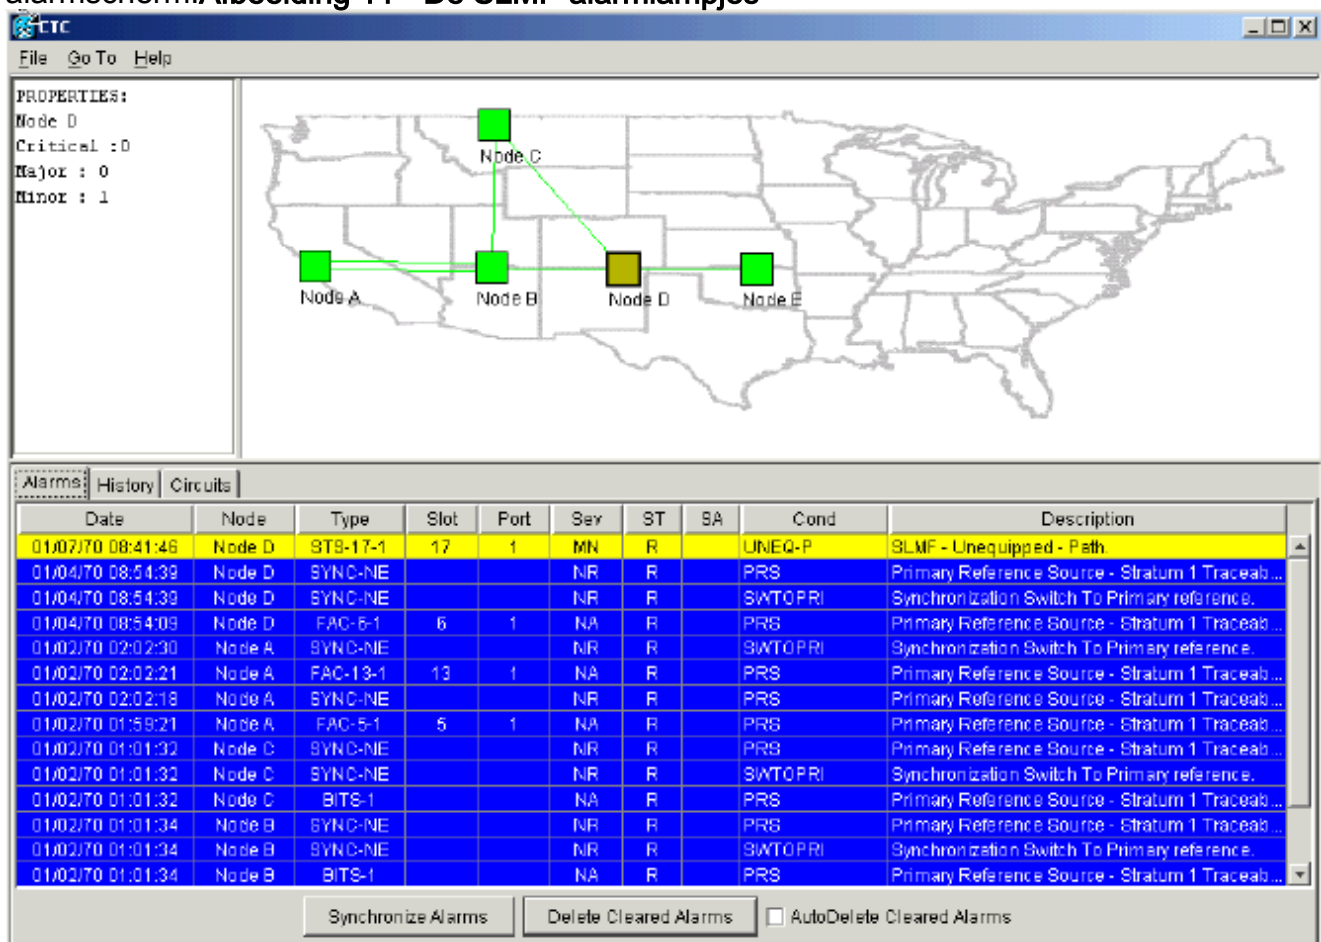 alarmscherm.Afbeelding 11 - De SLMF-alarmlampjes
CTC
File Go To Help
PROPERTIES:
Node D
Critical :0
Major : 0
Minor : 1
Node C
Node A
Node B
Node D
Node E
Alarms History Circuits
Date Node Type Slot Port Sev ST SA Cond Description
01/07/70 08:41:46 Node D STS-17-1 17 1 MN R UNEQ-P SLMF - Unequipped - Path.
01/04/70 08:54:39 Node D SYNC-NE NR R PRS Primary Reference Source - Stratum 1 Traceab...
01/04/70 08:54:39 Node D SYNC-NE NR R SWTOPRI Synchronization Switch To Primary reference.
01/04/70 08:54:09 Node D FAC-6-1 6 1 NA R PRS Primary Reference Source - Stratum 1 Traceab...
01/02/70 02:02:30 Node A SYNC-NE NR R SWTOPRI Synchronization Switch To Primary reference.
01/02/70 02:02:21 Node A FAC-13-1 13 1 NA R PRS Primary Reference Source - Stratum 1 Traceab...
01/02/70 02:02:18 Node A SYNC-NE NR R PRS Primary Reference Source - Stratum 1 Traceab...
01/02/70 01:59:21 Node A FAC-5-1 5 1 NA R PRS Primary Reference Source - Stratum 1 Traceab...
01/02/70 01:01:32 Node C SYNC-NE NR R PRS Primary Reference Source - Stratum 1 Traceab...
01/02/70 01:01:32 Node C SYNC-NE NR R SWTOPRI Synchronization Switch To Primary reference.
01/02/70 01:01:32 Node C BITS-1 NA R PRS Primary Reference Source - Stratum 1 Traceab...
01/02/70 01:01:34 Node B SYNC-NE NR R PRS Primary Reference Source - Stratum 1 Traceab...
01/02/70 01:01:34 Node B SYNC-NE NR R SWTOPRI Synchronization Switch To Primary reference.
01/02/70 01:01:34 Node B BITS-1 NA R PRS Primary Reference Source - Stratum 1 Traceab...
Synchronize Alarms Delete Cleared Alarms AutoDelete Cleared Alarms